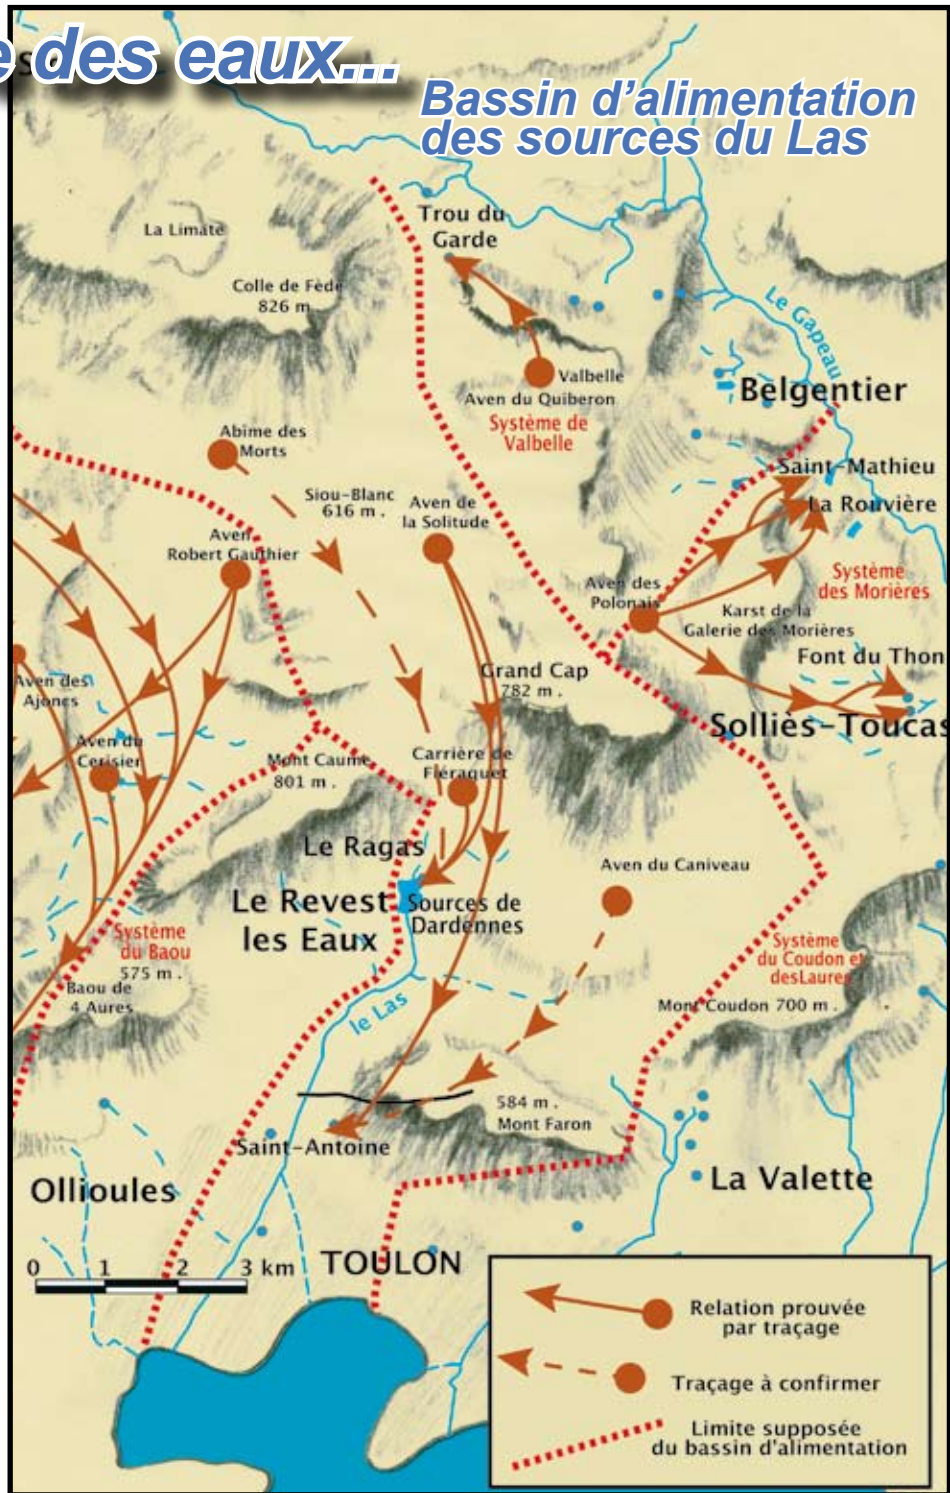 e des eaux...
Bassin d’alimentation
des sources du Las
Trou du
Garde
La Limate
Colle de Fède
826 m
Le Gapeau
Valbelle
Aven du Quiberon
Système de
Valbelle
Belgentier
Abime des
Morts
Saint-Mathieu
Siou-Blanc
616 m .
Aven de
la Solitude
La Rouvière
Aven
Robert Gauthier
Système
des Morières
Aven des
Polonais
Karst de la
Galerie des Morières
Font du Thon
Aven des
Ajoncs
Grand Cap
782 m .
Solliès-Toucas
Aven du
Cerisier
Mont Caume
801 m .
Carrière de
Fléraquet
Le Ragas
Aven du Caniveau
Le Revest
les Eaux
Sources de
Dardennes
Système
du Baou
575 m .
Baou de
4 Aures
Système
du Coudon et
desLaures
Mont Coudon 700 m .
le Las
584 m .
Mont Faron
Saint-Antoine
Ollioules
La Valette
0 1 2 3 km
TOULON
Relation prouvée
par traçage
Traçage à confirmer
Limite supposée
du bassin d'alimentation